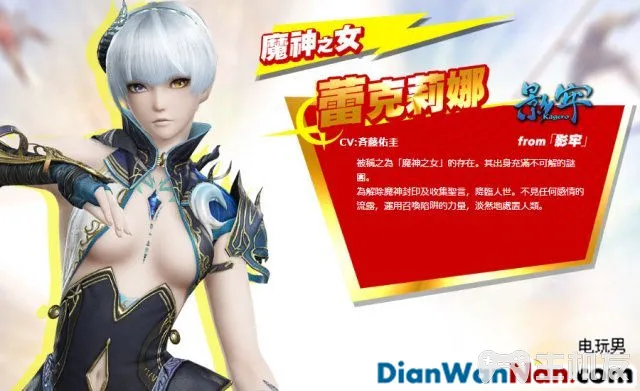 魔神之女
蕾克莉娜
影牢
Kagero
CV:斉藤佑圭
from「影牢」
被稱之為「魔神之女」的存在。其出身充滿不可解的謎
團。
為解除魔神封印及收集聖言，降臨人世。不見任何感情的
流露，運用召喚陷阱的力量，淡然地處置人類。
电玩男
DianWanNan.com